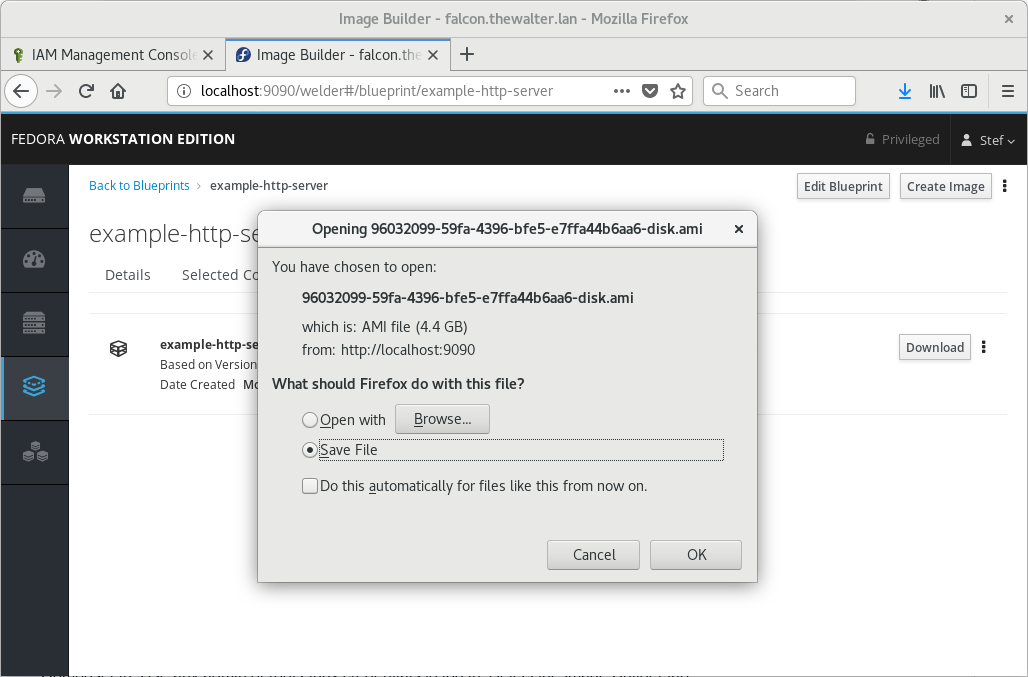 Image Builder - falcon.thewalter.lan - Mozilla Firefox
IAM Management Console
Image Builder - falcon.the
localhost:9090/welder#/blueprint/example-http-server
Search
FEDORA WORKSTATION EDITION
Privileged
Stef
Back to Blueprints
example-http-server
Edit Blueprint
Create Image
example-http-se
Details
Selected Co
Opening 96032099-59fa-4396-bfe5-e7ffa44b6aa6-disk.ami
You have chosen to open:
96032099-59fa-4396-bfe5-e7ffa44b6aa6-disk.ami
which is: AMI file (4.4 GB)
from: http://localhost:9090
example-http-se
Based on Version
Date Created Mo
Download
What should Firefox do with this file?
Open with
Browse...
Save File
Do this automatically for files like this from now on.
Cancel
OK